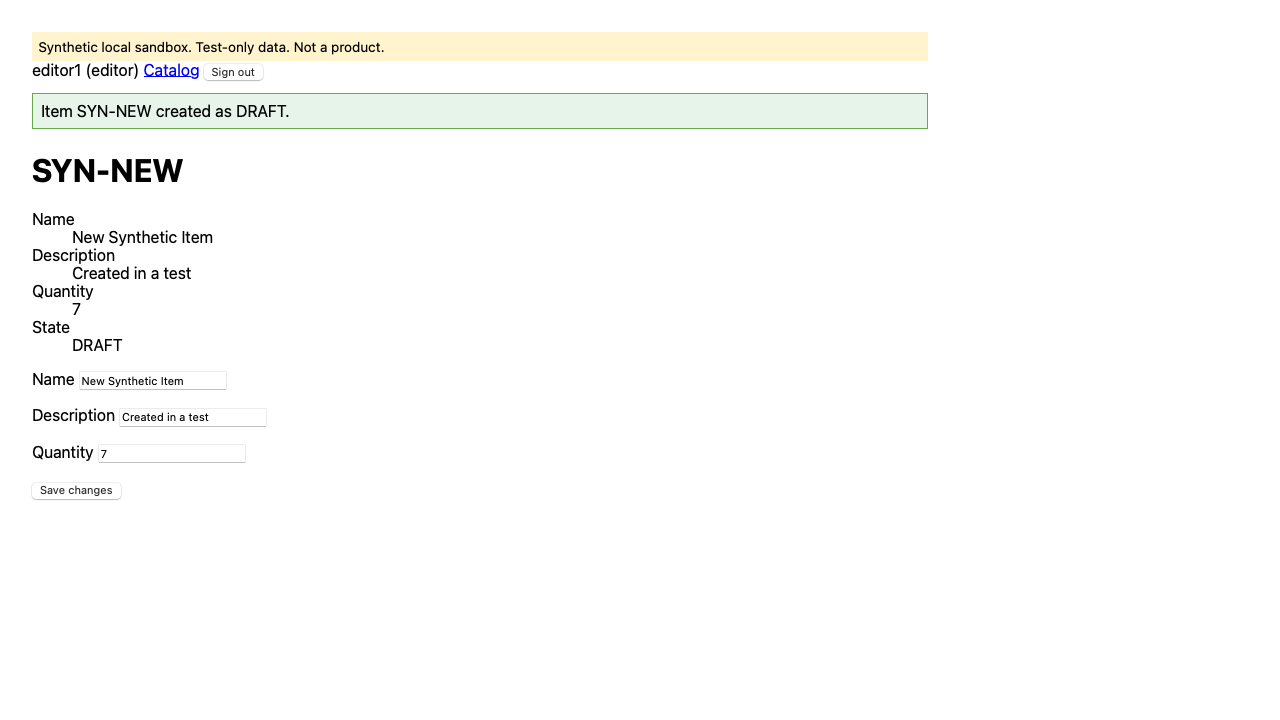 Synthetic local sandbox. Test-only data. Not a product.
editor1 (editor) Catalog Sign out
Item SYN-NEW created as DRAFT.
SYN-NEW
Name
New Synthetic Item
Description
Created in a test
Quantity
7
State
DRAFT
Name New Synthetic Item
Description Created in a test
Quantity 7
Save changes